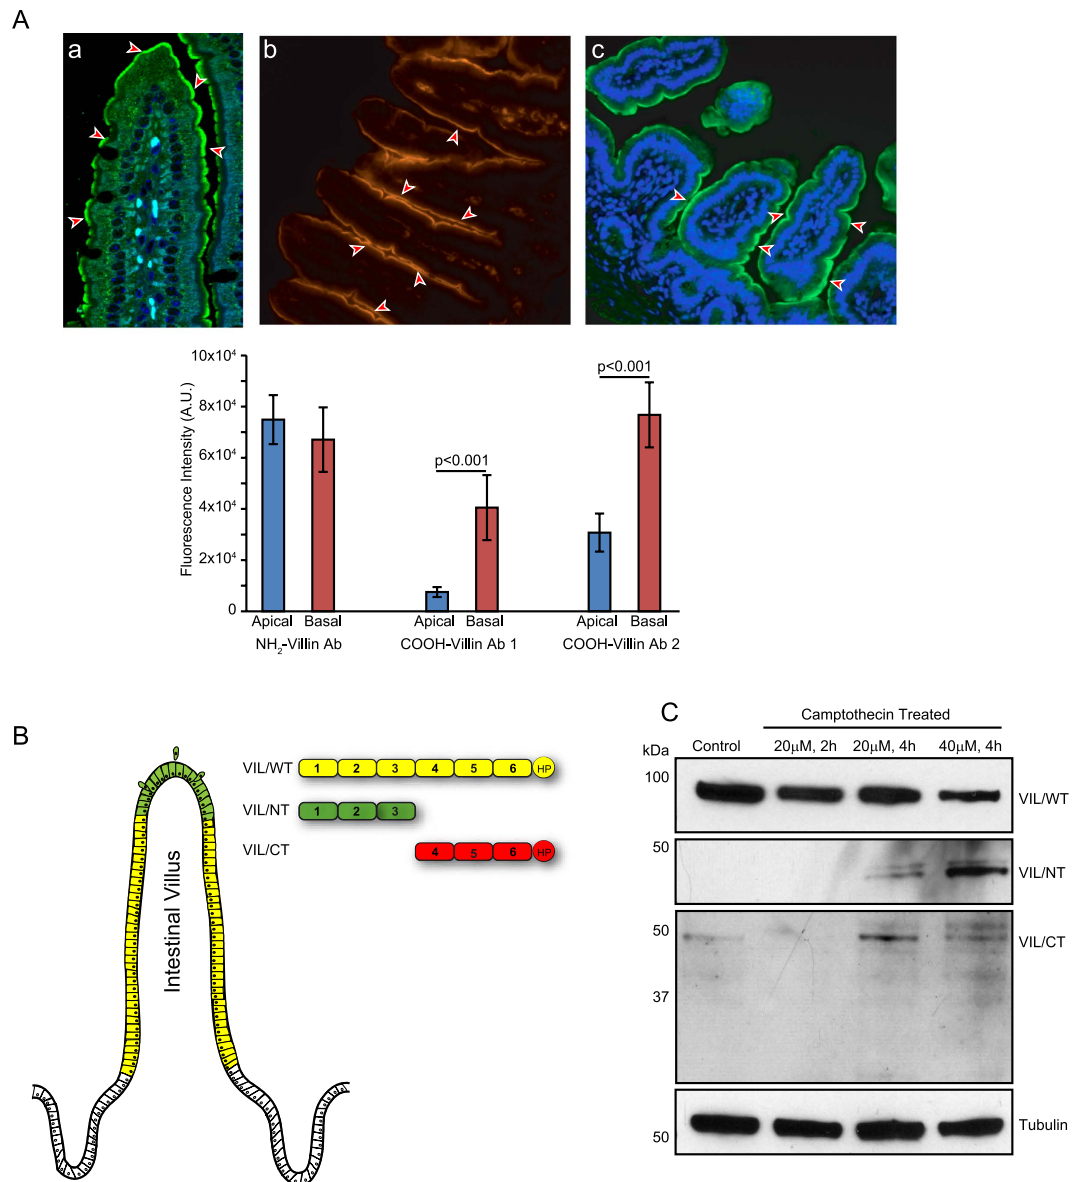 A
a
b
c
10x10⁴
8x10⁴
6x10⁴
4x10⁴
2x10⁴
0
Fluorescence Intensity (A.U.)
p<0.001
p<0.001
Apical Basal Apical Basal Apical Basal
NH₂-Villin Ab COOH-Villin Ab 1 COOH-Villin Ab 2
B
Intestinal Villus
VIL/WT 1 2 3 4 5 6 HP
VIL/NT 1 2 3
VIL/CT 4 5 6 HP
C
Camptothecin Treated
kDa Control 20µM, 2h 20µM, 4h 40µM, 4h
100
VIL/WT
50
VIL/NT
50
VIL/CT
37
Tubulin
50